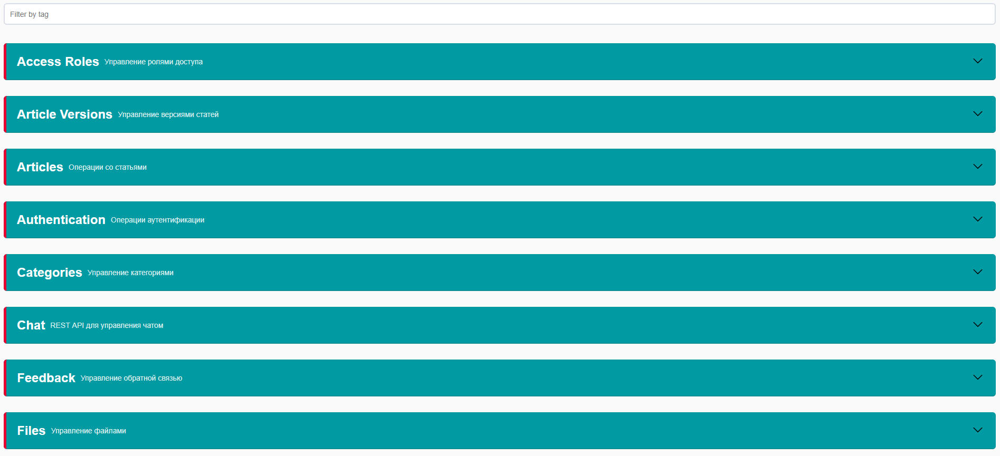 Filter by tag
Access Roles Управление ролями доступа
Article Versions Управление версиями статей
Articles Операции со статьями
Authentication Операции аутентификации
Categories Управление категориями
Chat REST API для управления чатом
Feedback Управление обратной связью
Files Управление файлами